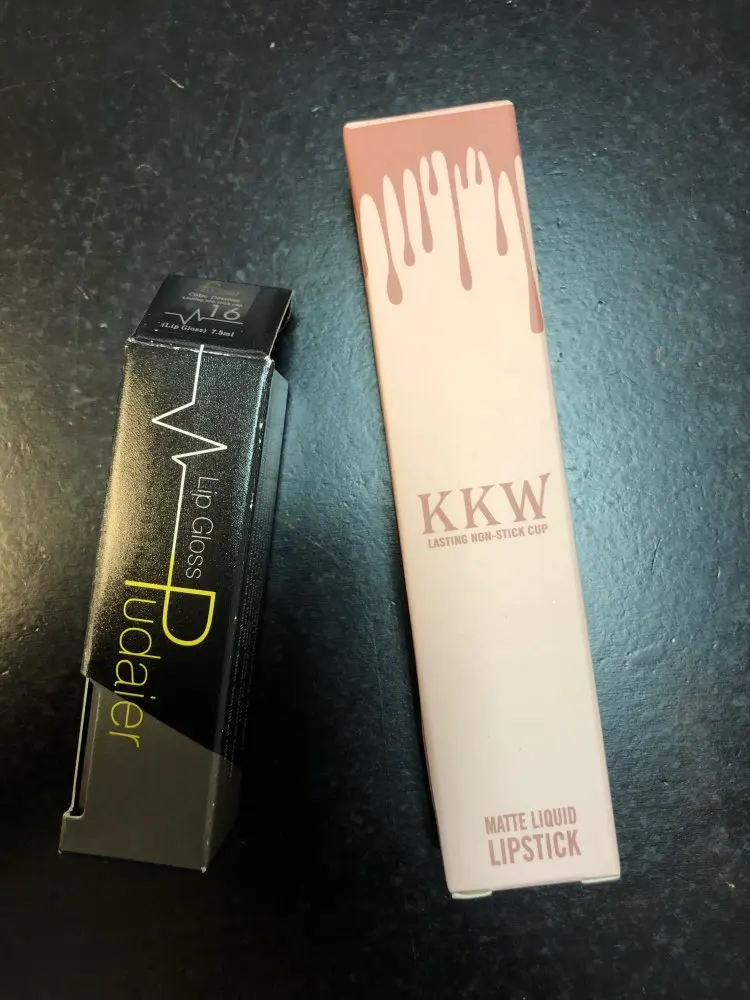 16
(Lip Gloss) 7.5ml
Lip Gloss
Pudaier
KKW
LASTING NON-STICK CUP
MATTE LIQUID
LIPSTICK